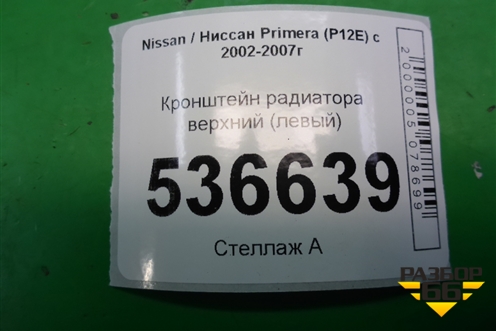 Nissan / Ниссан Primera (P12E) с
2002-2007г
Кронштейн радиатора
верхний (левый)
536639
Стеллаж А
2000005078699
РАЗБОР
66